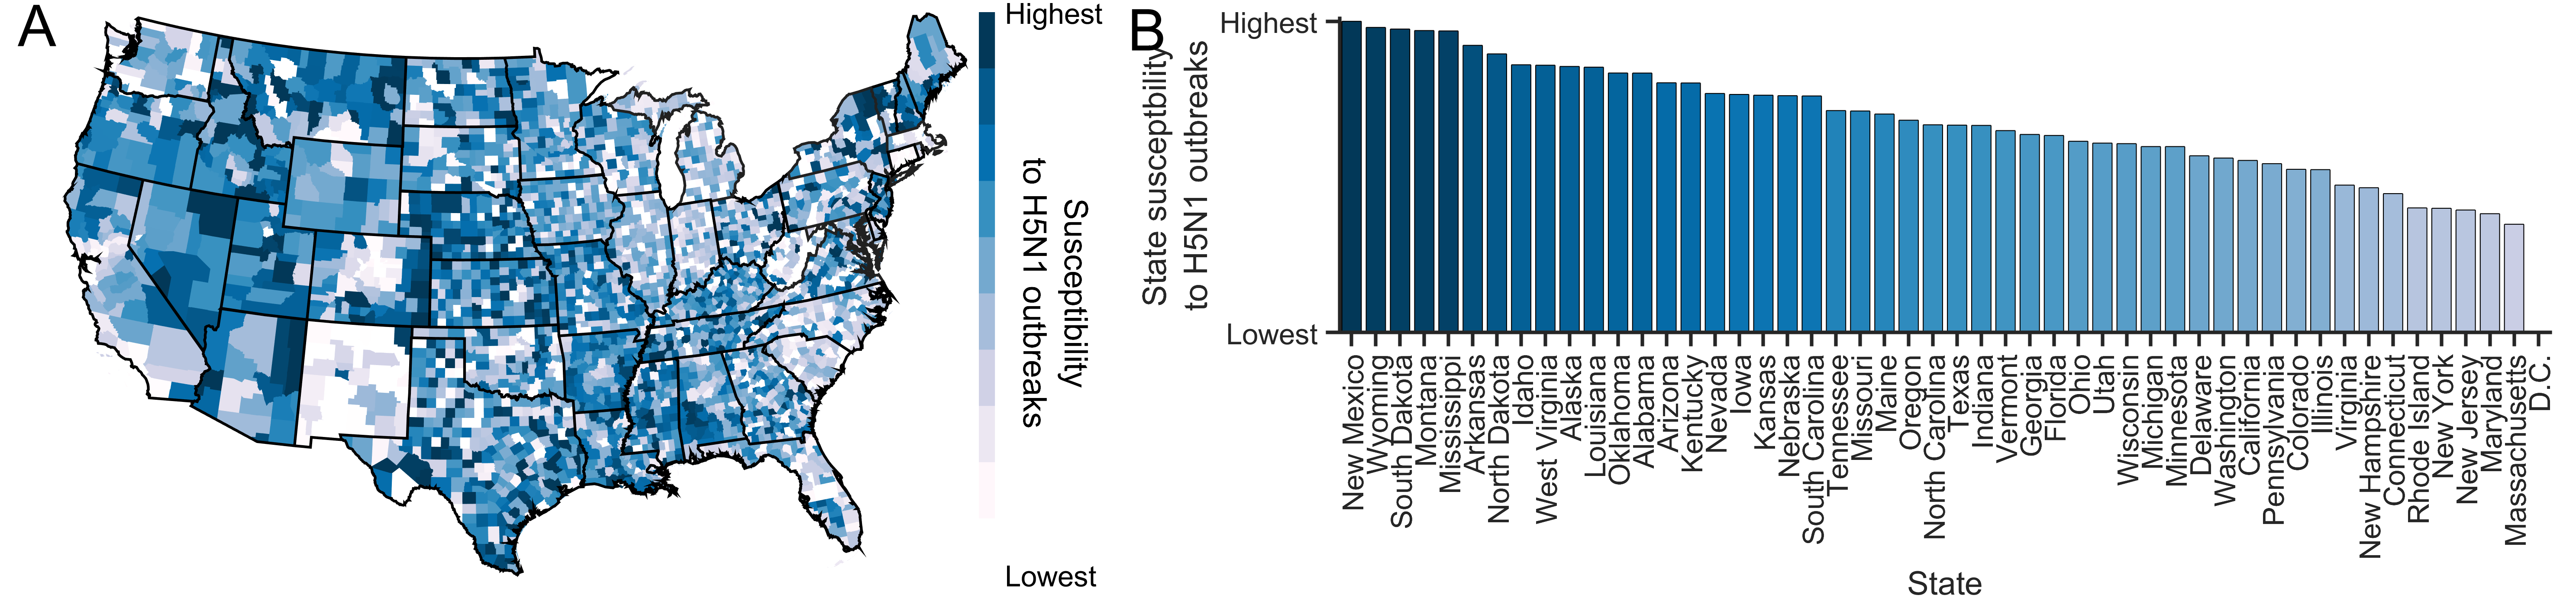 A
Highest
Susceptibility
to H5N1 outbreaks
Lowest
B
State susceptbility
to H5N1 outbreaks
Highest
Lowest
New Mexico
Wyoming
South Dakota
Montana
Mississippi
Arkansas
North Dakota
Idaho
West Virginia
Alaska
Louisiana
Oklahoma
Alabama
Arizona
Kentucky
Nevada
Iowa
Kansas
Nebraska
South Carolina
Tennessee
Missouri
Maine
Oregon
North Carolina
Texas
Indiana
Vermont
Georgia
Florida
Ohio
Utah
Wisconsin
Michigan
Minnesota
Delaware
Washington
California
Pennsylvania
Colorado
Illinois
Virginia
New Hampshire
Connecticut
Rhode Island
New York
New Jersey
Maryland
Massachusetts
D.C.
State